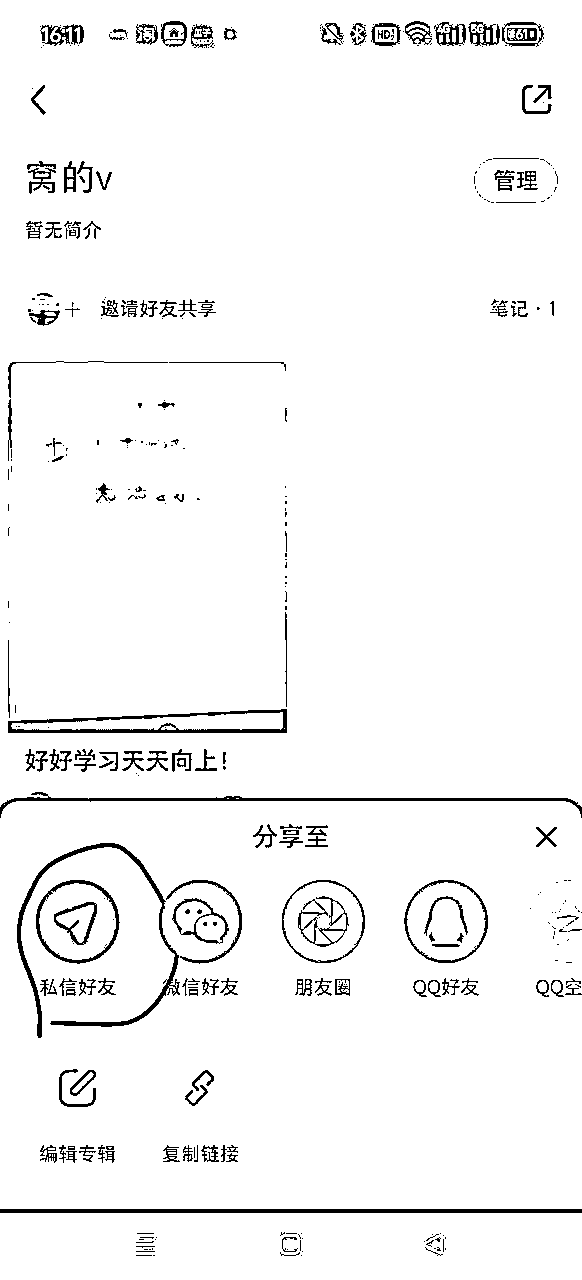 16:11
窝的v
管理
暂无简介
邀请好友共享
笔记·1
好好学习天天向上！
分享至
私信好友
微信好友
朋友圈
QQ好友
QQ空
编辑专辑
复制链接